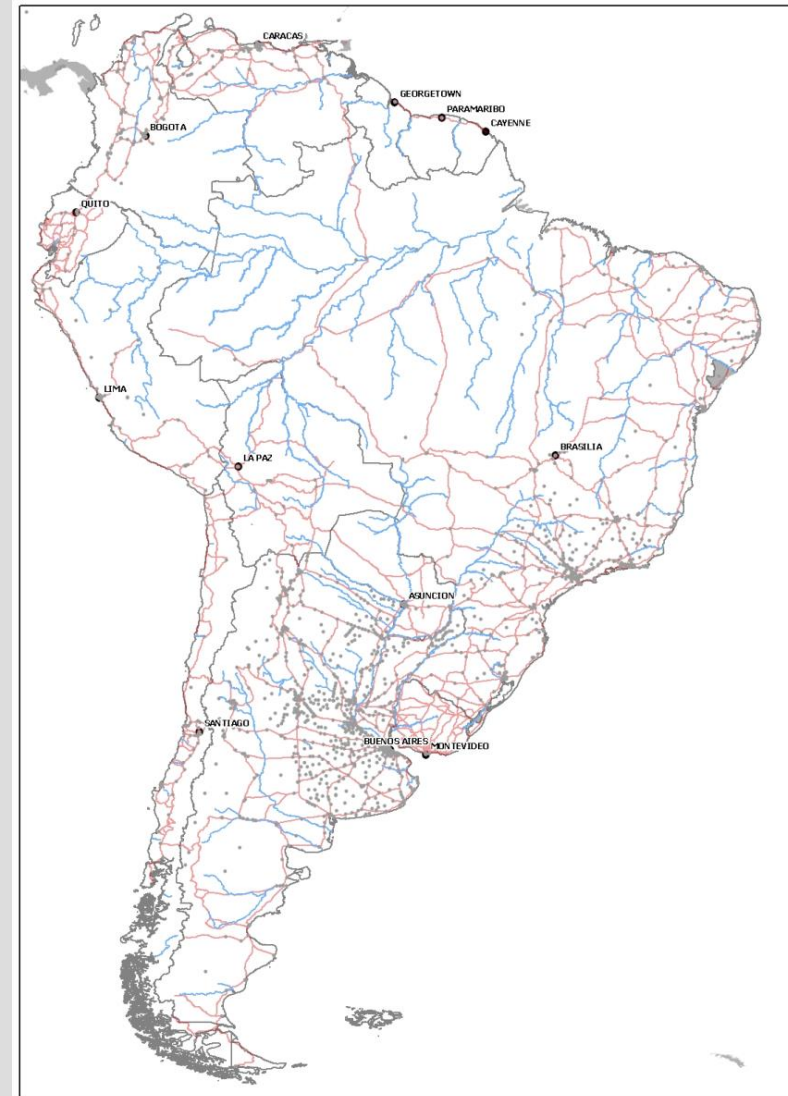 CARACAS
GEORGETOWN
PARAMARIBO
CAYENNE
BOGOTA
QUITO
LIMA
LA PAZ
BRASILIA
ASUNCION
SANTIAGO
BUENOS AIRES
MONTEVIDEO